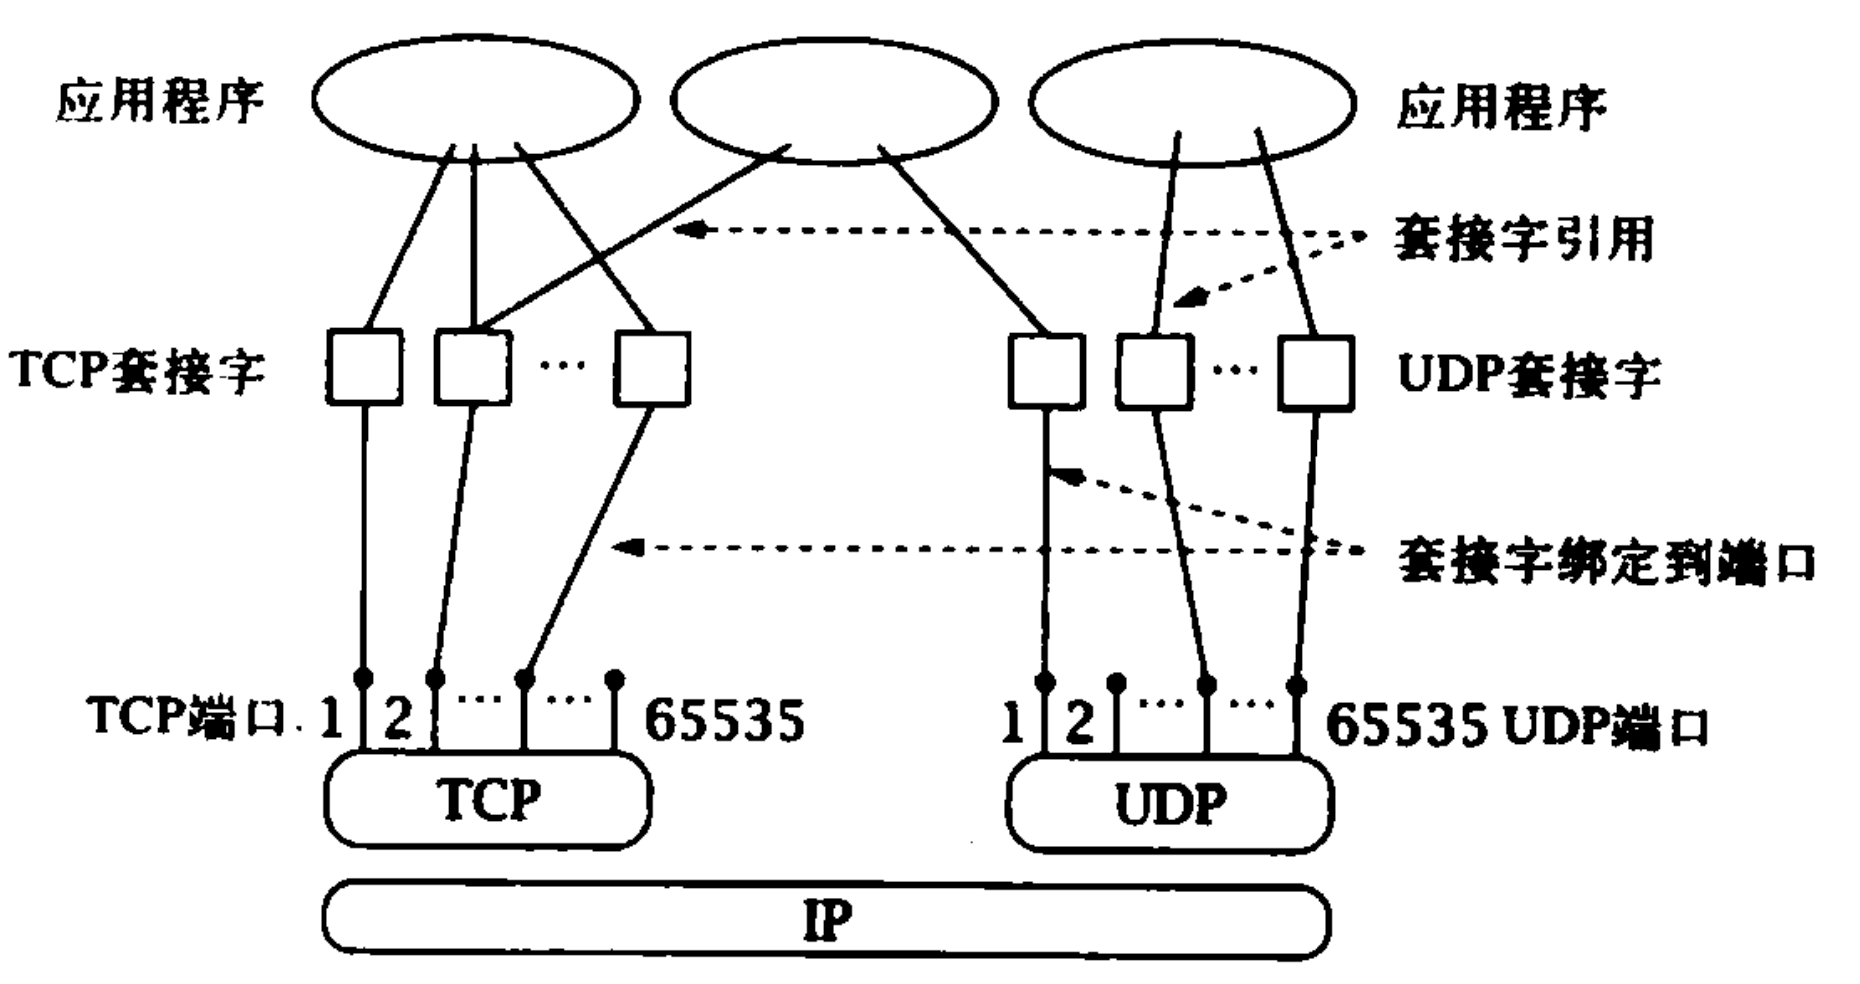 应用程序 应用程序
套接字引用
TCP套接字 ... ... UDP套接字
套接字绑定到端口
TCP端口 1 2 ... ... 65535 1 2 ... ... 65535 UDP端口
TCP UDP
IP